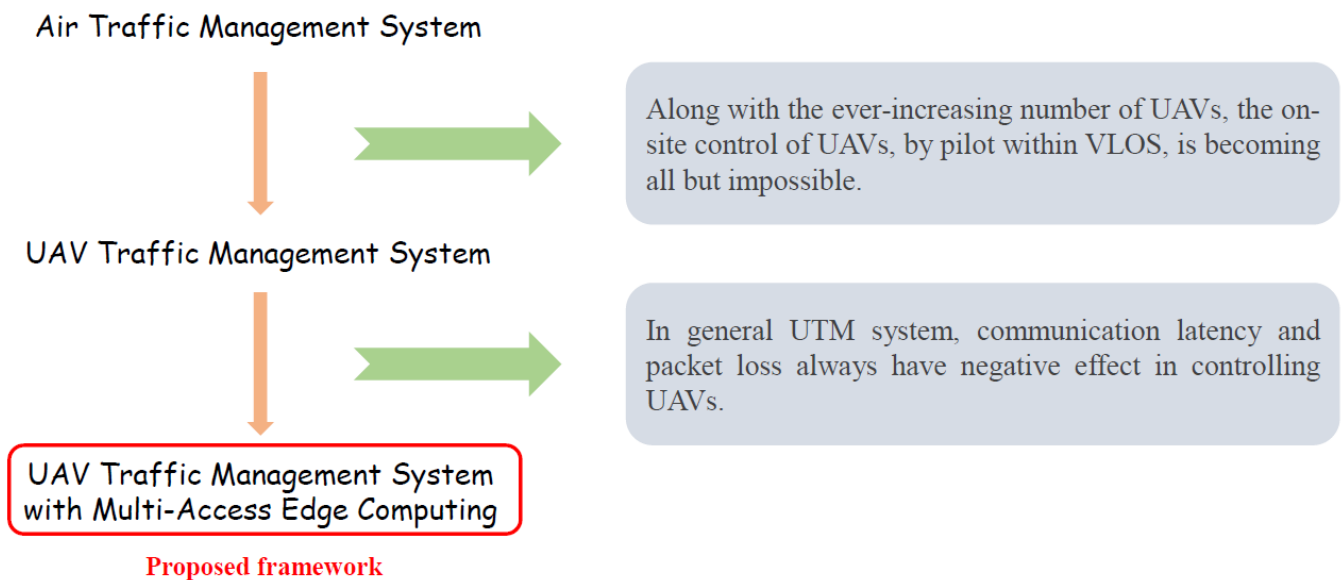 Air Traffic Management System
Along with the ever-increasing number of UAVs, the on-
site control of UAVs, by pilot within VLOS, is becoming
all but impossible.
UAV Traffic Management System
In general UTM system, communication latency and
packet loss always have negative effect in controlling
UAVs.
UAV Traffic Management System
with Multi-Access Edge Computing
Proposed framework